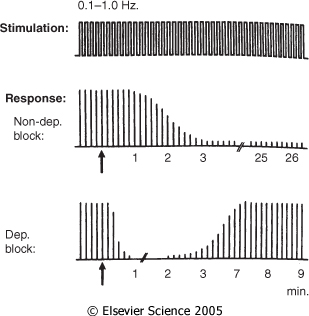 0.1–1.0 Hz.
Stimulation:
Response:
Non-dep.
block:
1 2 3 25 26
Dep.
block:
1 2 3 7 8 9
min.
© Elsevier Science 2005